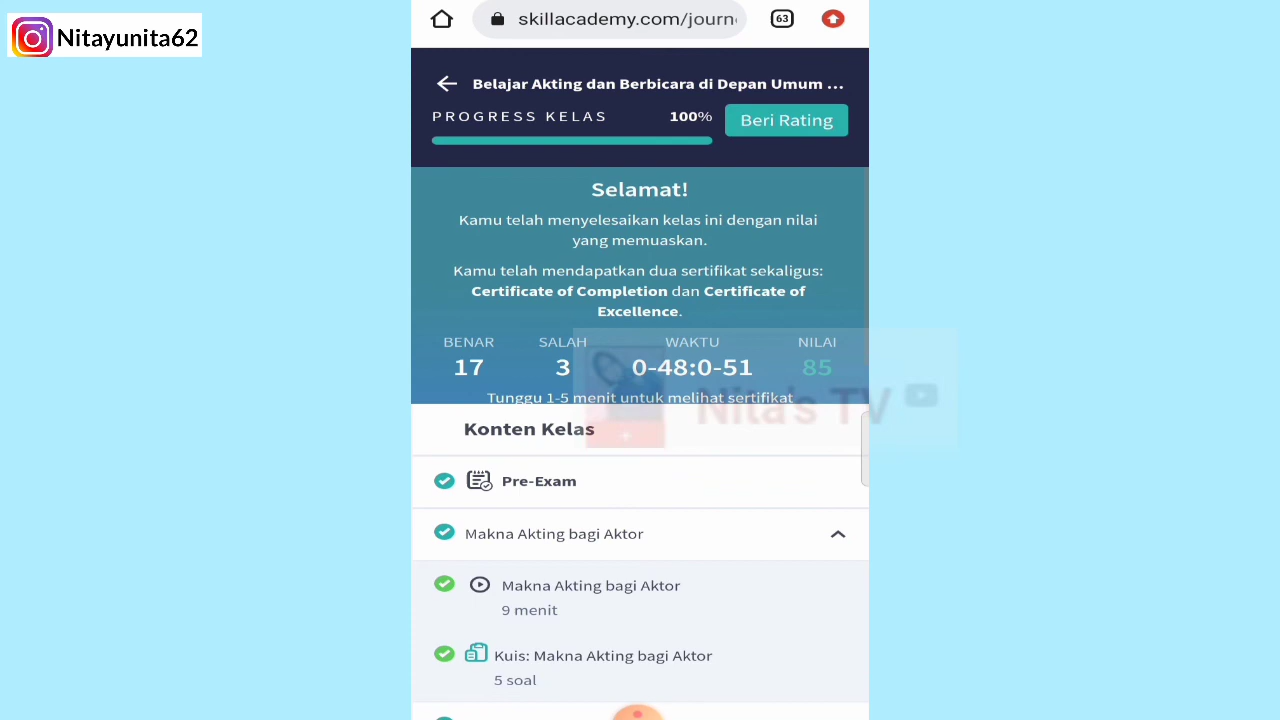 Nitayunita62
skillacademy.com/journ
63
Belajar Akting dan Berbicara di Depan Umum ...
PROGRESS KELAS 100%
Beri Rating
Selamat!
Kamu telah menyelesaikan kelas ini dengan nilai
yang memuaskan.
Kamu telah mendapatkan dua sertifikat sekaligus:
Certificate of Completion dan Certificate of
Excellence.
BENAR SALAH WAKTU NILAI
17 3 0-48:0-51 85
Tunggu 1-5 menit untuk melihat sertifikat
Nita's TV
Konten Kelas
Pre-Exam
Makna Akting bagi Aktor
Makna Akting bagi Aktor
9 menit
Kuis: Makna Akting bagi Aktor
5 soal